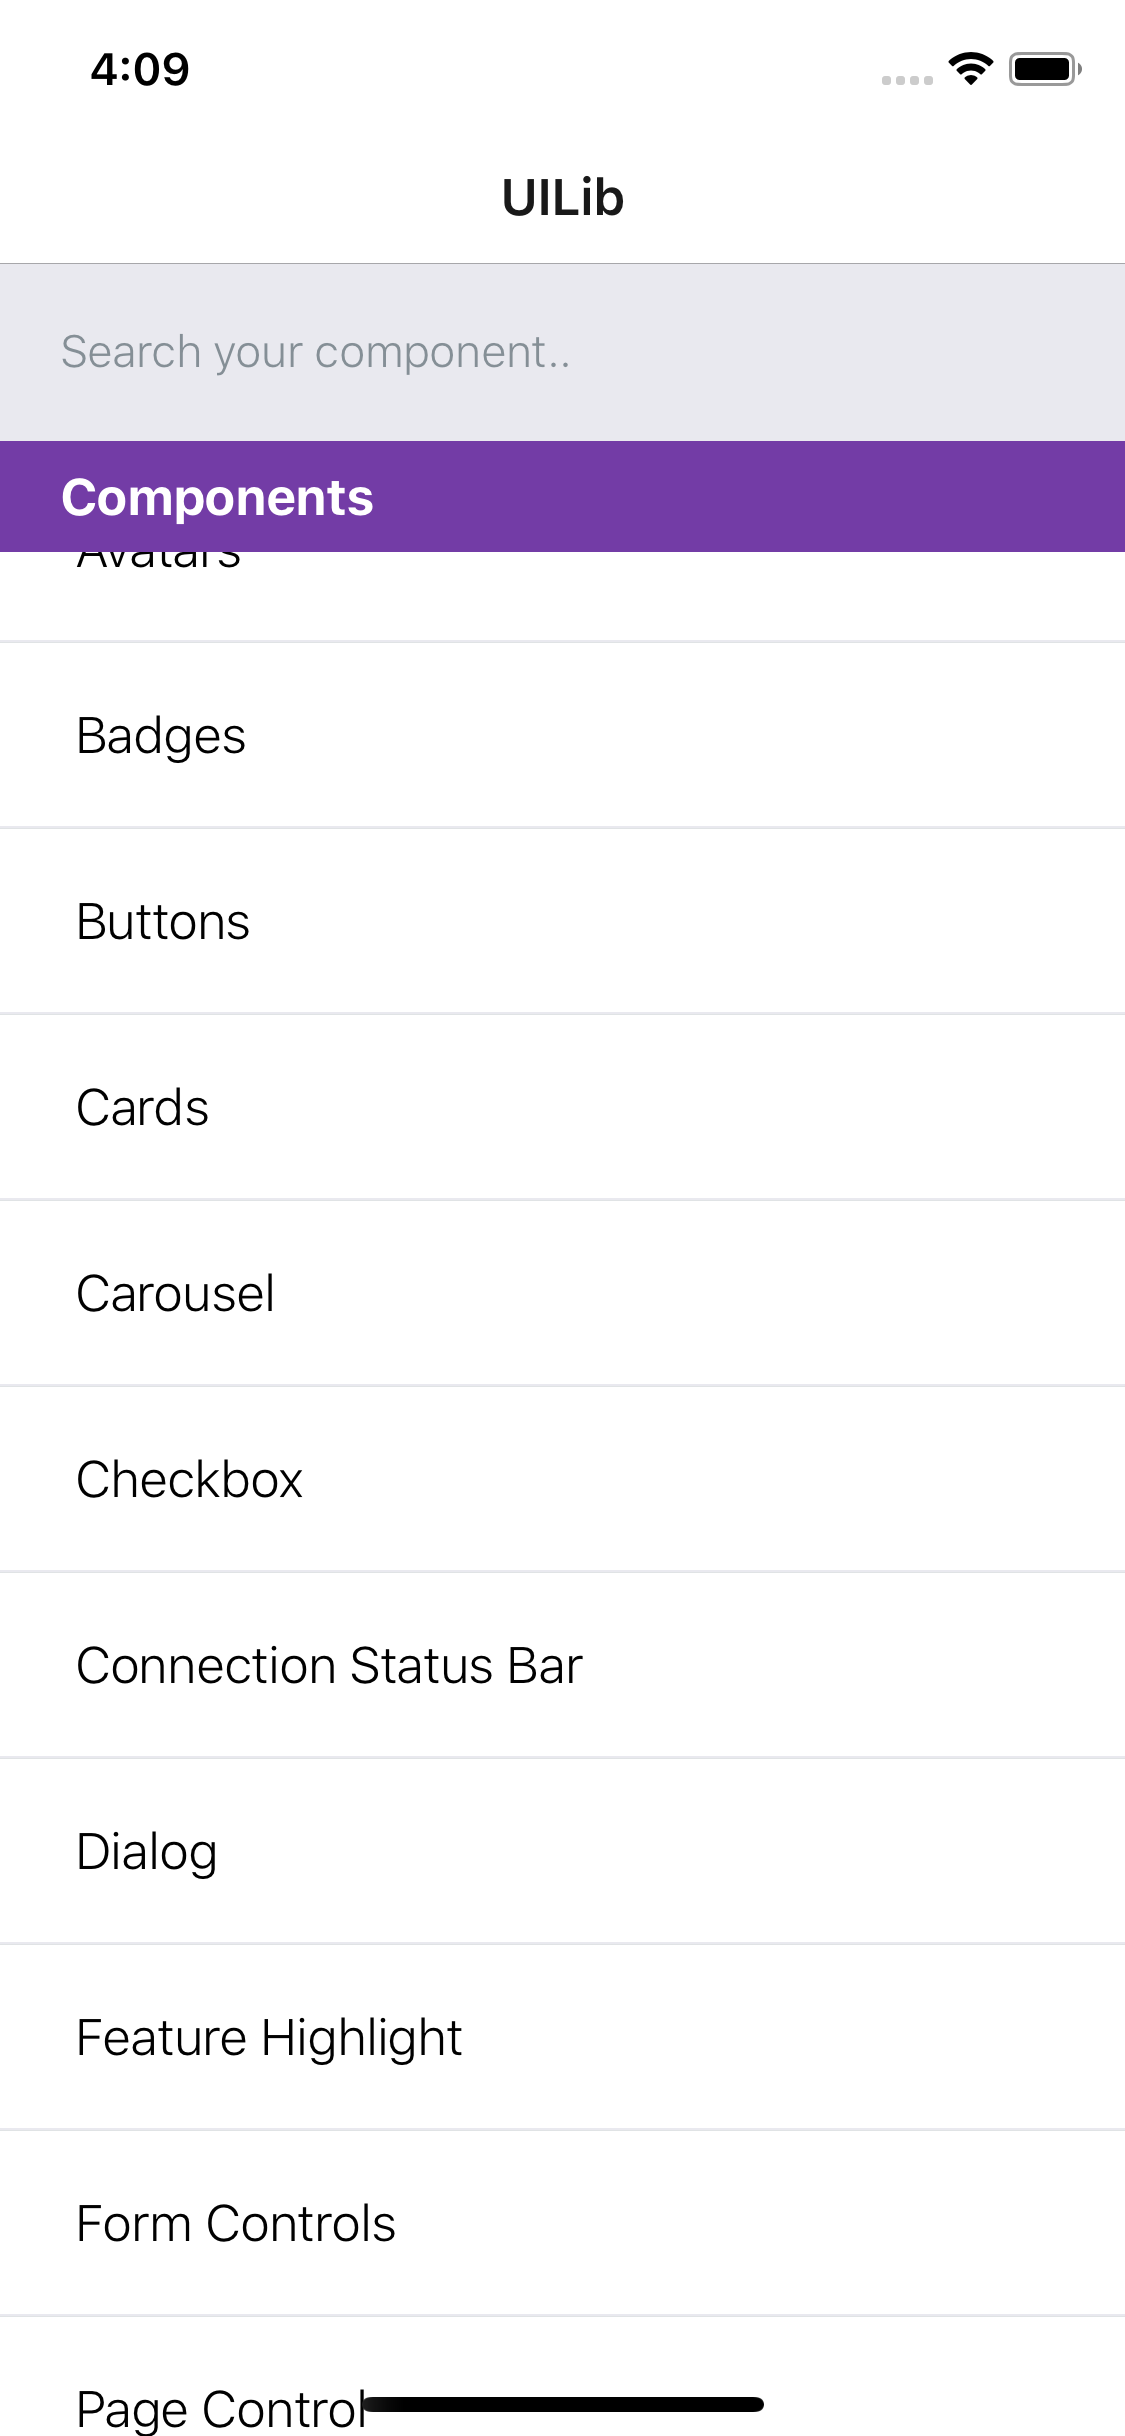 4:09
UILib
Search your component..
Components
Avatars
Badges
Buttons
Cards
Carousel
Checkbox
Connection Status Bar
Dialog
Feature Highlight
Form Controls
Page Control